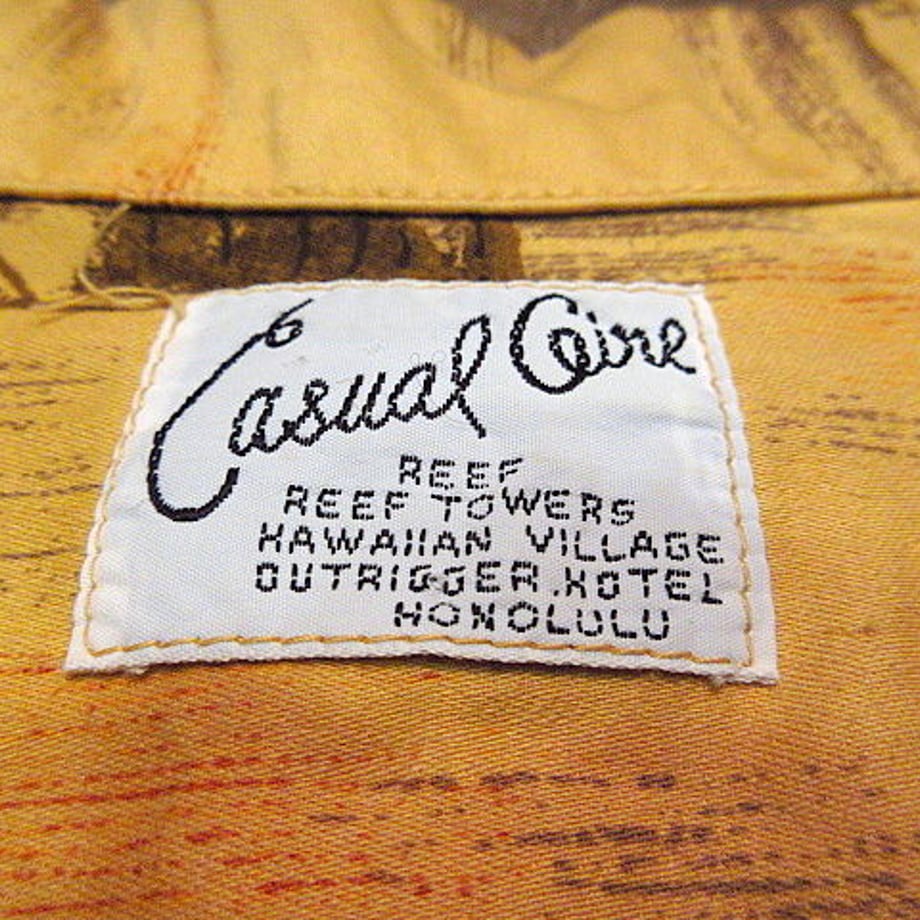 Casual Aire
REEF
REEF TOWERS
HAWAIIAN VILLAGE
OUTRIGGER HOTEL
HONOLULU